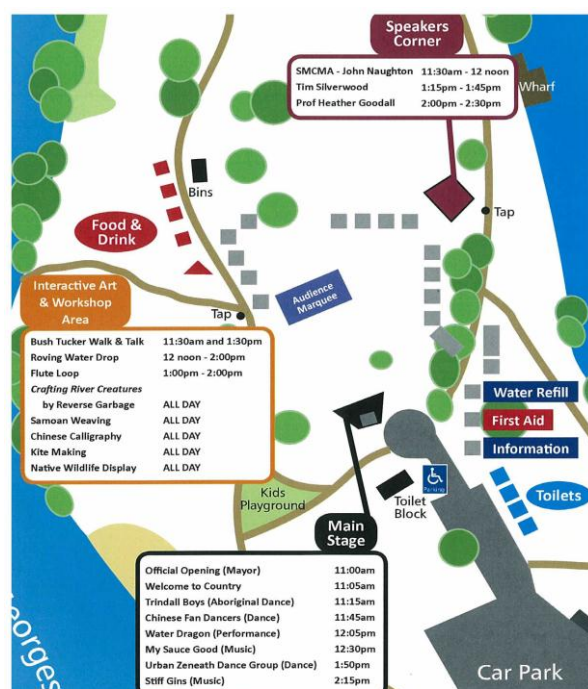 Speakers
Corner
SMCMA - John Naughton 11:30am - 12 noon
Tim Silverwood 1:15pm - 1:45pm
Prof Heather Goodall 2:00pm - 2:30pm
Wharf
Bins
Tap
Food &
Drink
Interactive Art
& Workshop
Area
Audience
Marquee
Tap
Bush Tucker Walk & Talk 11:30am and 1:30pm
Roving Water Drop 12 noon - 2:00pm
Flute Loop 1:00pm - 2:00pm
Crafting River Creatures
by Reverse Garbage ALL DAY
Samoan Weaving ALL DAY
Chinese Calligraphy ALL DAY
Kite Making ALL DAY
Native Wildlife Display ALL DAY
Water Refill
First Aid
Information
Parking
Toilets
Kids
Playground
Toilet
Block
Main
Stage
Official Opening (Mayor) 11:00am
Welcome to Country 11:05am
Trindall Boys (Aboriginal Dance) 11:15am
Chinese Fan Dancers (Dance) 11:45am
Water Dragon (Performance) 12:05pm
My Sauce Good (Music) 12:30pm
Urban Zeneath Dance Group (Dance) 1:50pm
Stiff Gins (Music) 2:15pm
Georges
Car Park